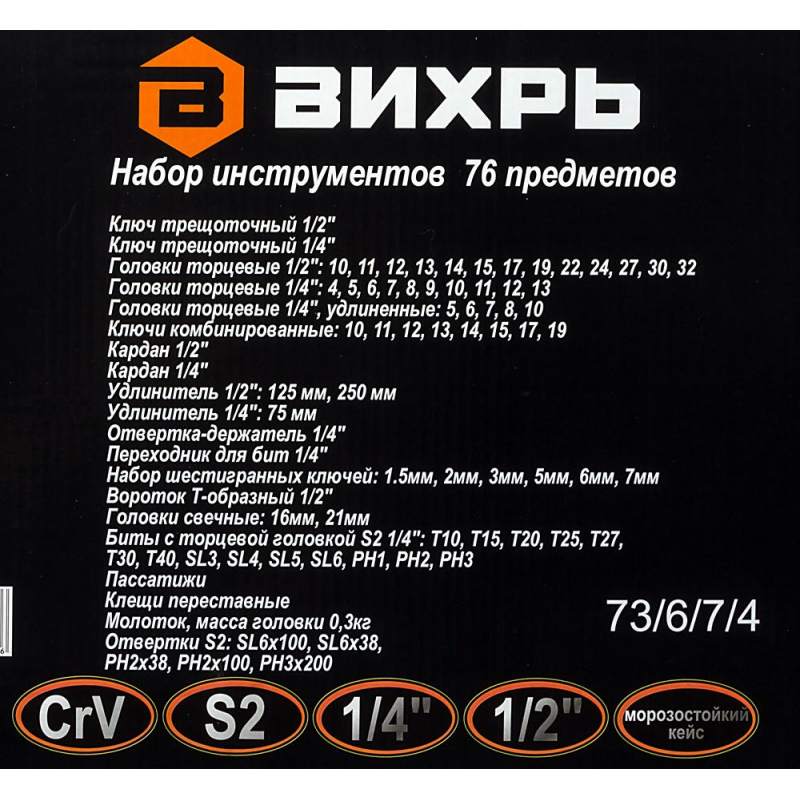 В ВИХРЬ
Набор инструментов 76 предметов
Ключ трещоточный 1/2"
Ключ трещоточный 1/4"
Головки торцевые 1/2": 10, 11, 12, 13, 14, 15, 17, 19, 22, 24, 27, 30, 32
Головки торцевые 1/4": 4, 5, 6, 7, 8, 9, 10, 11, 12, 13
Головки торцевые 1/4", удлиненные: 5, 6, 7, 8, 10
Ключи комбинированные: 10, 11, 12, 13, 14, 15, 17, 19
Кардан 1/2"
Кардан 1/4"
Удлинитель 1/2": 125 мм, 250 мм
Удлинитель 1/4": 75 мм
Отвертка-держатель 1/4"
Переходник для бит 1/4"
Набор шестигранных ключей: 1.5мм, 2мм, 3мм, 5мм, 6мм, 7мм
Вороток Т-образный 1/2"
Головки свечные: 16мм, 21мм
Биты с торцевой головкой S2 1/4": T10, T15, T20, T25, T27,
T30, T40, SL3, SL4, SL5, SL6, PH1, PH2, PH3
Пассатижи
Клещи переставные
Молоток, масса головки 0,3кг
Отвертки S2: SL6x100, SL6x38,
PH2x38, PH2x100, PH3x200
73/6/7/4
6
CrV S2 1/4" 1/2" морозостойкий
кейс